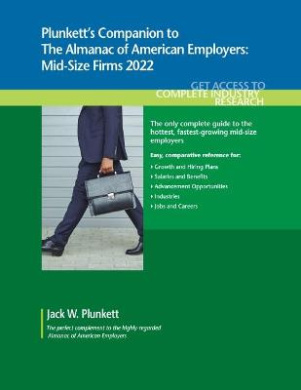 Plunkett's Companion to
The Almanac of American Employers:
Mid-Size Firms 2022
GET ACCESS TO
COMPLETE INDUSTRY
RESEARCH
The only complete guide to the
hottest, fastest-growing mid-size
employers
Easy, comparative reference for:
› Growth and Hiring Plans
› Salaries and Benefits
› Advancement Opportunities
› Industries
› Jobs and Careers
Jack W. Plunkett
The perfect complement to the highly-regarded
Almanac of American Employers